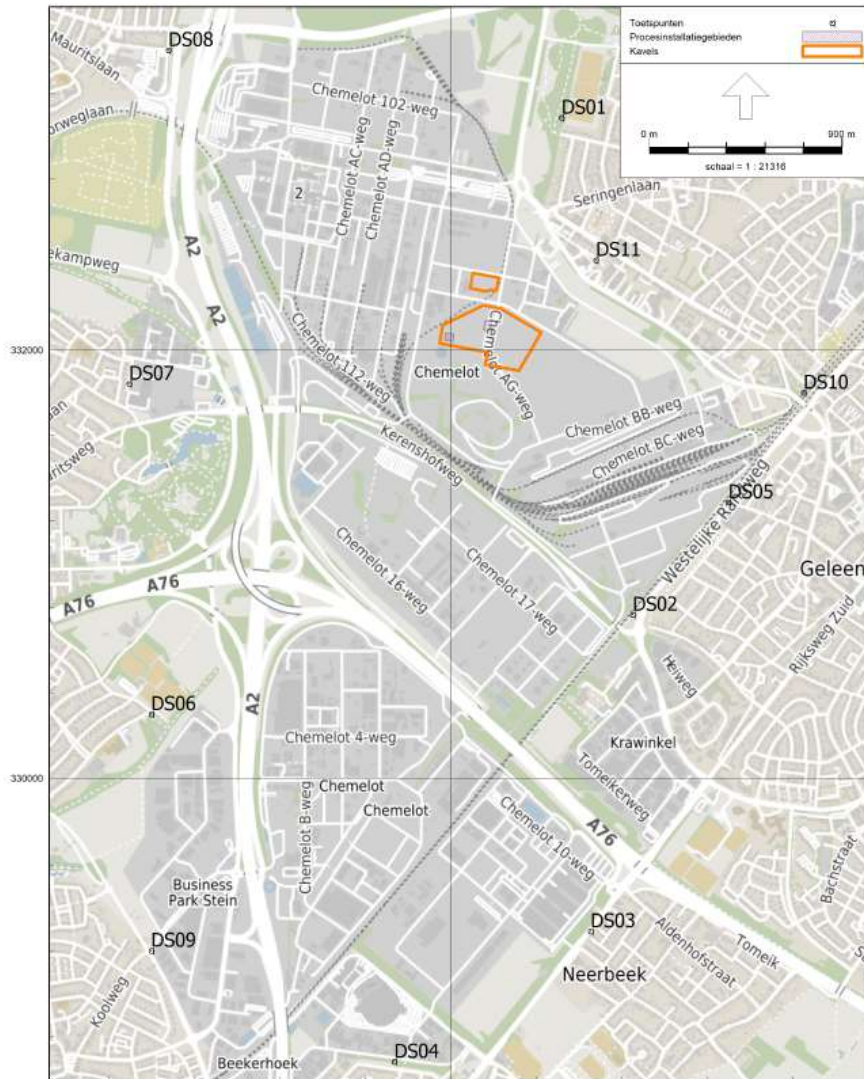 Toetspunten
Procesinstallatiegebieden
Kavels
0 m 900 m
schaal = 1 : 21316
DS08
Mauritslaan
DS01
Chemelot 102-weg
Chemelot AC-weg
Chemelot AD-weg
2
Seringenlaan
DS11
A2
A2
Chemelot 112-weg
Chemelot AG-weg
332000
Chemelot
DS07
DS10
Chemelot BB-weg
Chemelot BC-weg
Kerenshofweg
DS05
Westelijke Randweg
Geleen
Chemelot 16-weg
Chemelot 17-weg
A76
A76
DS02
Rijksweg Zuid
Heiweg
DS06
A2
Chemelot 4-weg
Krawinkel
330000
Chemelot
Chemelot
Tomeikerweg
Chemelot B-weg
Chemelot 10-weg
A76
Bachstraat
Business
Park Stein
DS03
DS09
Aldenhofstraat
Tomeik
Neerbeek
Koolweg
DS04
Beekerhoek